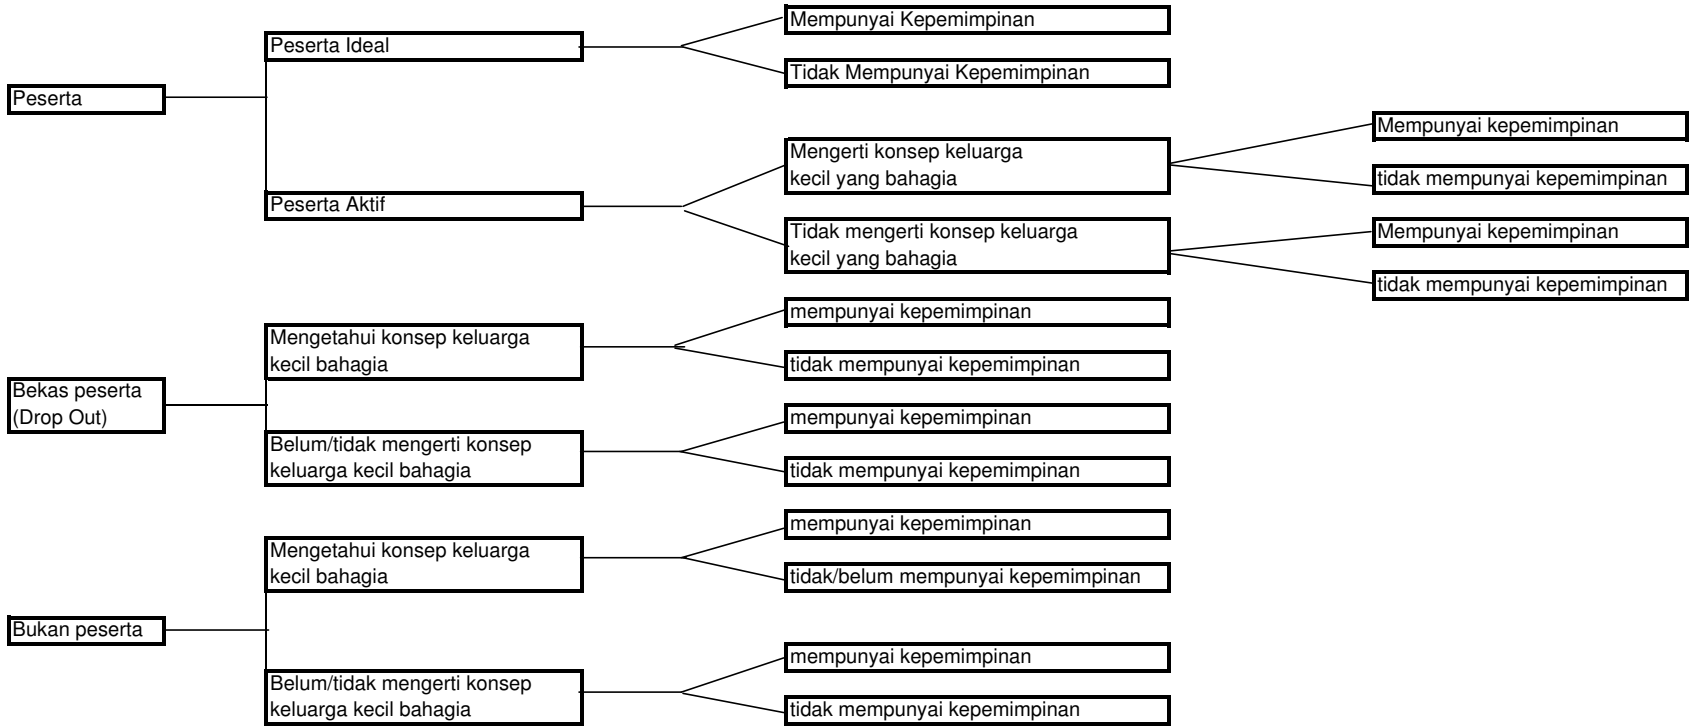 Peserta
Peserta Ideal
Mempunyai Kepemimpinan
Tidak Mempunyai Kepemimpinan
Peserta Aktif
Mengerti konsep keluarga
kecil yang bahagia
Mempunyai kepemimpinan
tidak mempunyai kepemimpinan
Tidak mengerti konsep keluarga
kecil yang bahagia
Mempunyai kepemimpinan
tidak mempunyai kepemimpinan
Bekas peserta
(Drop Out)
Mengetahui konsep keluarga
kecil bahagia
mempunyai kepemimpinan
tidak mempunyai kepemimpinan
Belum/tidak mengerti konsep
keluarga kecil bahagia
mempunyai kepemimpinan
tidak mempunyai kepemimpinan
Bukan peserta
Mengetahui konsep keluarga
kecil bahagia
mempunyai kepemimpinan
tidak/belum mempunyai kepemimpinan
Belum/tidak mengerti konsep
keluarga kecil bahagia
mempunyai kepemimpinan
tidak mempunyai kepemimpinan